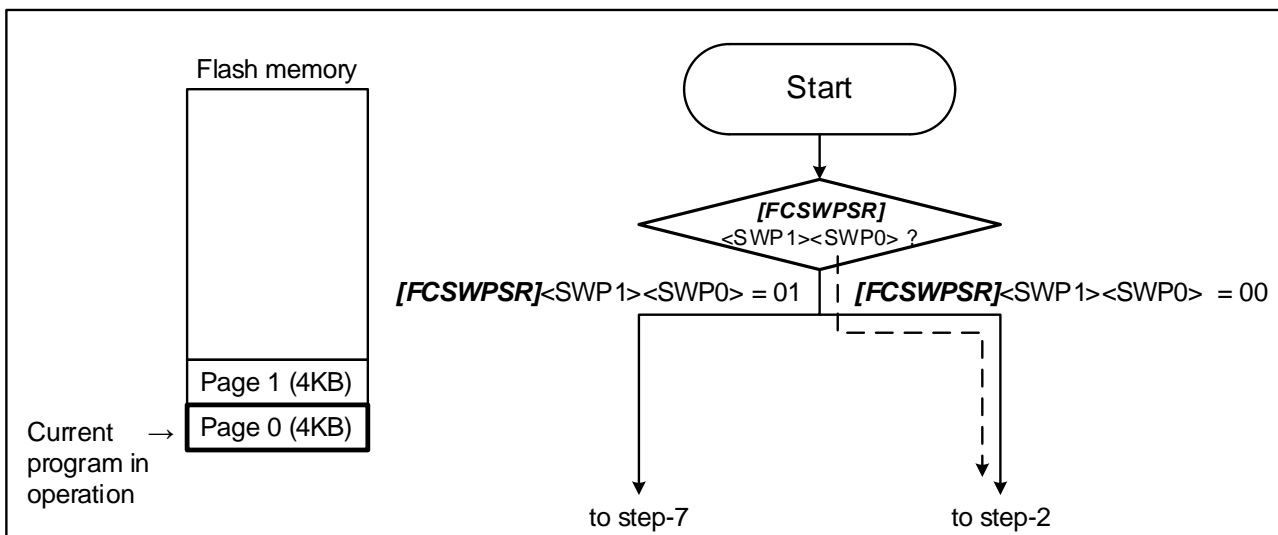 Flash memory
Page 1 (4KB)
Page 0 (4KB)
Current →
program in
operation
Start
[FCSWPSR]
<SWP1><SWP0> ?
[FCSWPSR]<SWP1><SWP0> = 01
[FCSWPSR]<SWP1><SWP0> = 00
to step-7
to step-2